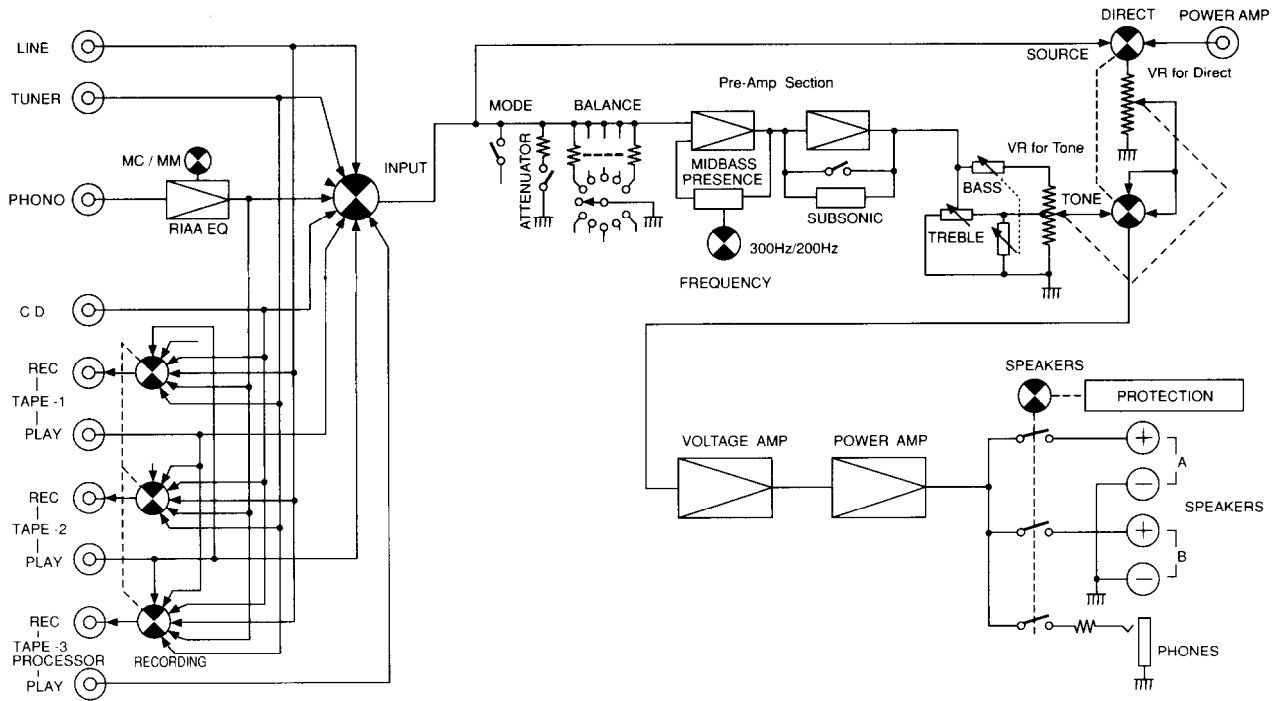 LINE
TUNER
MC / MM
PHONO
RIAA EQ
INPUT
C D
REC
TAPE -1
PLAY
REC
TAPE -2
PLAY
REC
TAPE -3
PROCESSOR
PLAY
RECORDING
MODE
ATTENUATOR
BALANCE
Pre-Amp Section
MIDBASS
PRESENCE
300Hz/200Hz
FREQUENCY
SUBSONIC
DIRECT
POWER AMP
SOURCE
VR for Direct
VR for Tone
BASS
TONE
TREBLE
SPEAKERS
PROTECTION
VOLTAGE AMP
POWER AMP
+
A
−
SPEAKERS
+
B
−
PHONES